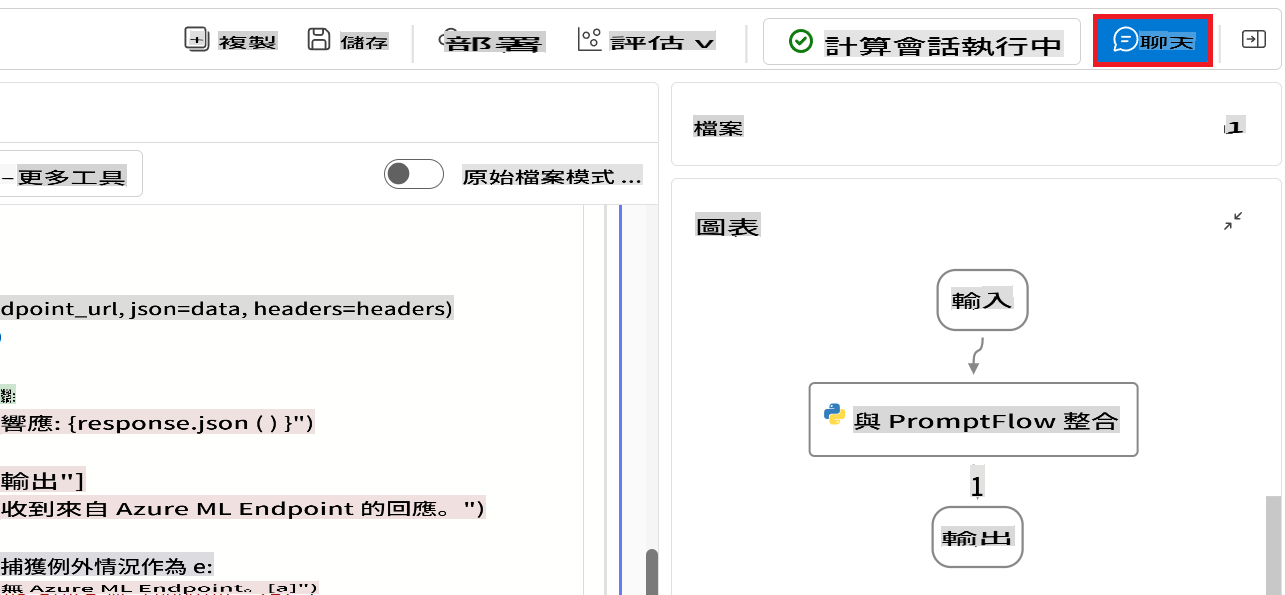 複製
儲存
部署
評估
計算會話執行中
聊天
更多工具
原始檔案模式 ...
dpoint_url, json=data, headers=headers)
響應: {response.json ( ) }")
輸出"]
收到來自 Azure ML Endpoint 的回應。")
捕獲例外情況作為 e:
無 Azure ML Endpoint。[a]")
檔案
1
圖表
輸入
與 PromptFlow 整合
1
輸出